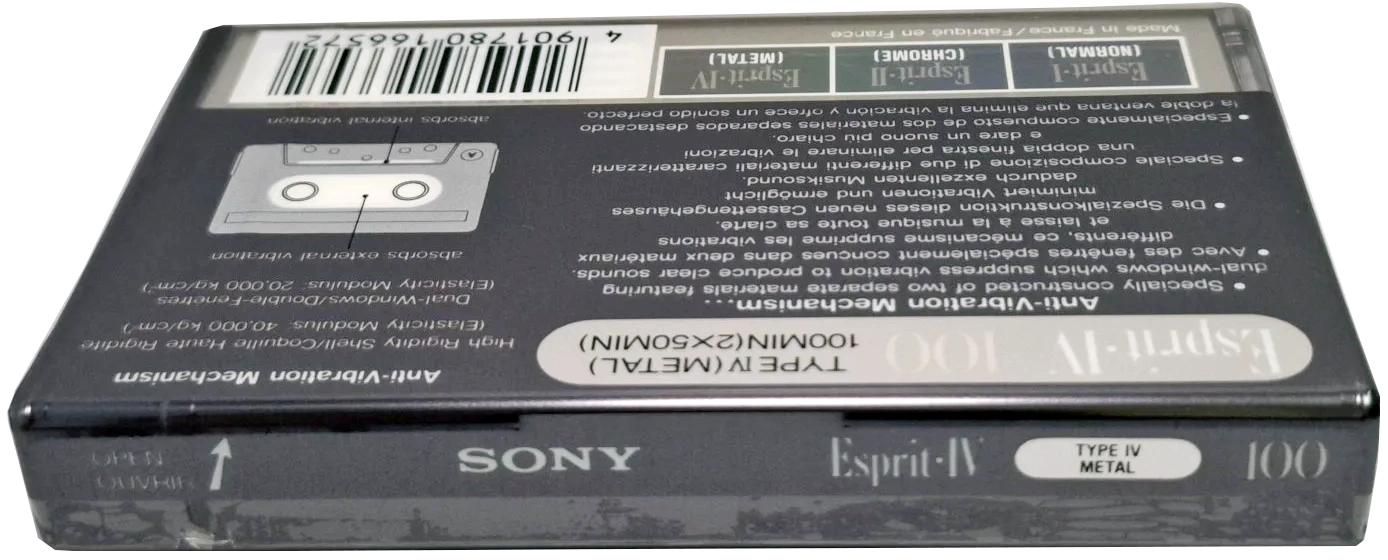 OPEN
OUVRIR
SONY
Esprit·IV
TYPE IV
METAL
100
Esprit·IV 100
TYPE IV (METAL)
100MIN(2X50MIN)
Anti-Vibration Mechanism....
• Specially constructed of two separate materials featuring
dual-windows which suppress vibration to produce clear sounds.
• Avec des fenêtres spécialement concues dans deux matériaux
différents, ce mécanisme supprime les vibrations
et laisse à la musique toute sa clarté.
• Die Spezialkonstruktion dieses neuen Cassettengehäuses
minimiert Vibrationen und ermöglicht
dadurch exzellenten Musiksound.
• Speciale composizione di due differenti materiali caratterizzanti
una doppia finestra per eliminare le vibrazioni
e dare un suono più chiaro.
• Especialmente compuesto de dos materiales separados destacando
la doble ventana que elimina la vibración y ofrece un sonido perfecto.
Anti-Vibration Mechanism
High Rigidity Shell/Coquille Haute Rigidite
(Elasticity Modulus: 40,000 kg/cm²)
Dual-Windows/Double-Fenetres
(Elasticity Modulus: 20,000 kg/cm²)
absorbs external vibration
A
absorbs internal vibration
Esprit·I
(NORMAL)
Esprit·II
(CHROME)
Esprit·IV
(METAL)
Made in France/Fabriqué en France
4 901780 166572